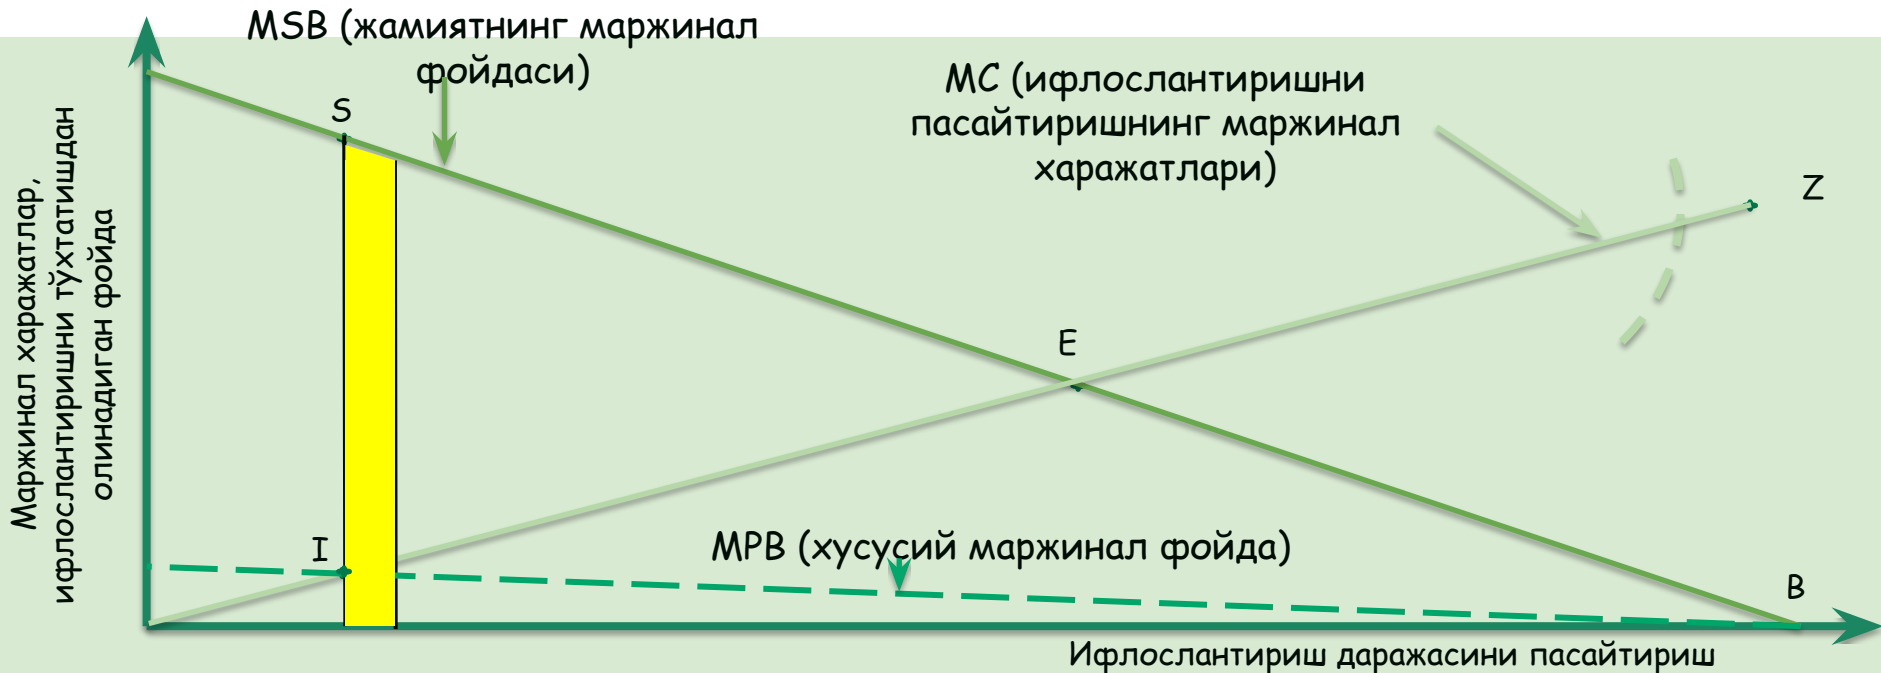 MSB (жамиятнинг маржинал
фойдаси)
MC (ифлослантиришни
пасайтиришнинг маржинал
харажатлари)
S
Z
Маржинал харажатлар,
ифлослантиришни тўхтатишдан
олинадиган фойда
E
I
MPB (хусусий маржинал фойда)
B
Ифлослантириш даражасини пасайтириш